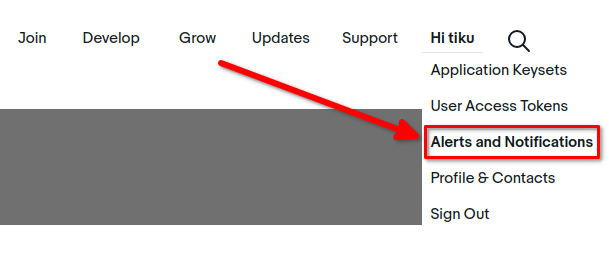 Join Develop Grow Updates Support Hi tiku
Application Keysets
User Access Tokens
Alerts and Notifications
Profile & Contacts
Sign Out